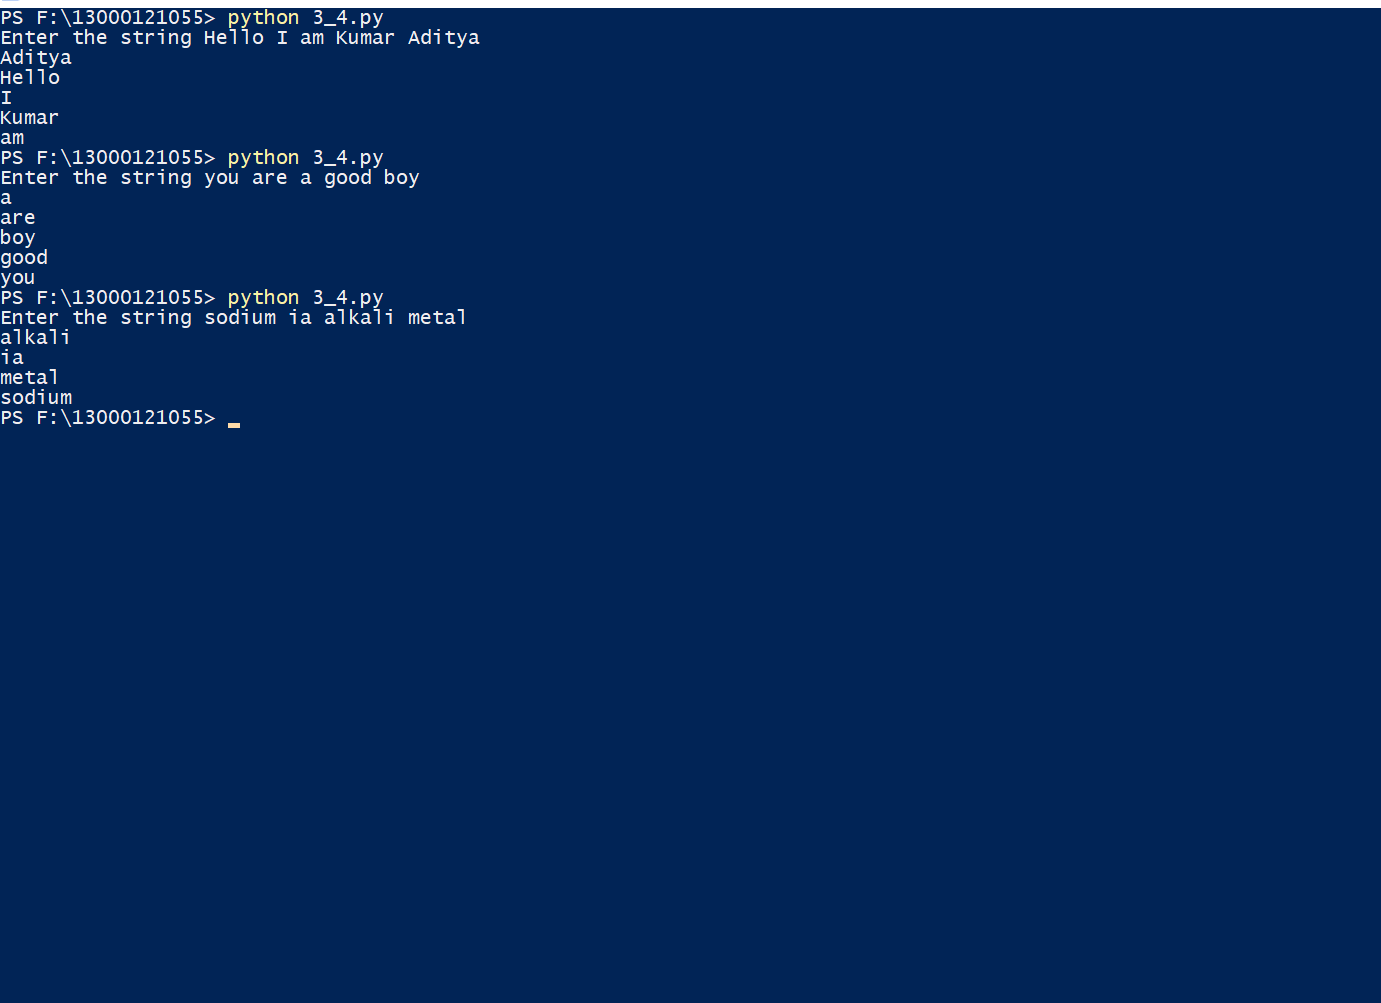 PS F:\13000121055> python 3_4.py
Enter the string Hello I am Kumar Aditya
Aditya
Hello
I
Kumar
am
PS F:\13000121055> python 3_4.py
Enter the string you are a good boy
a
are
boy
good
you
PS F:\13000121055> python 3_4.py
Enter the string sodium ia alkali metal
alkali
ia
metal
sodium
PS F:\13000121055>